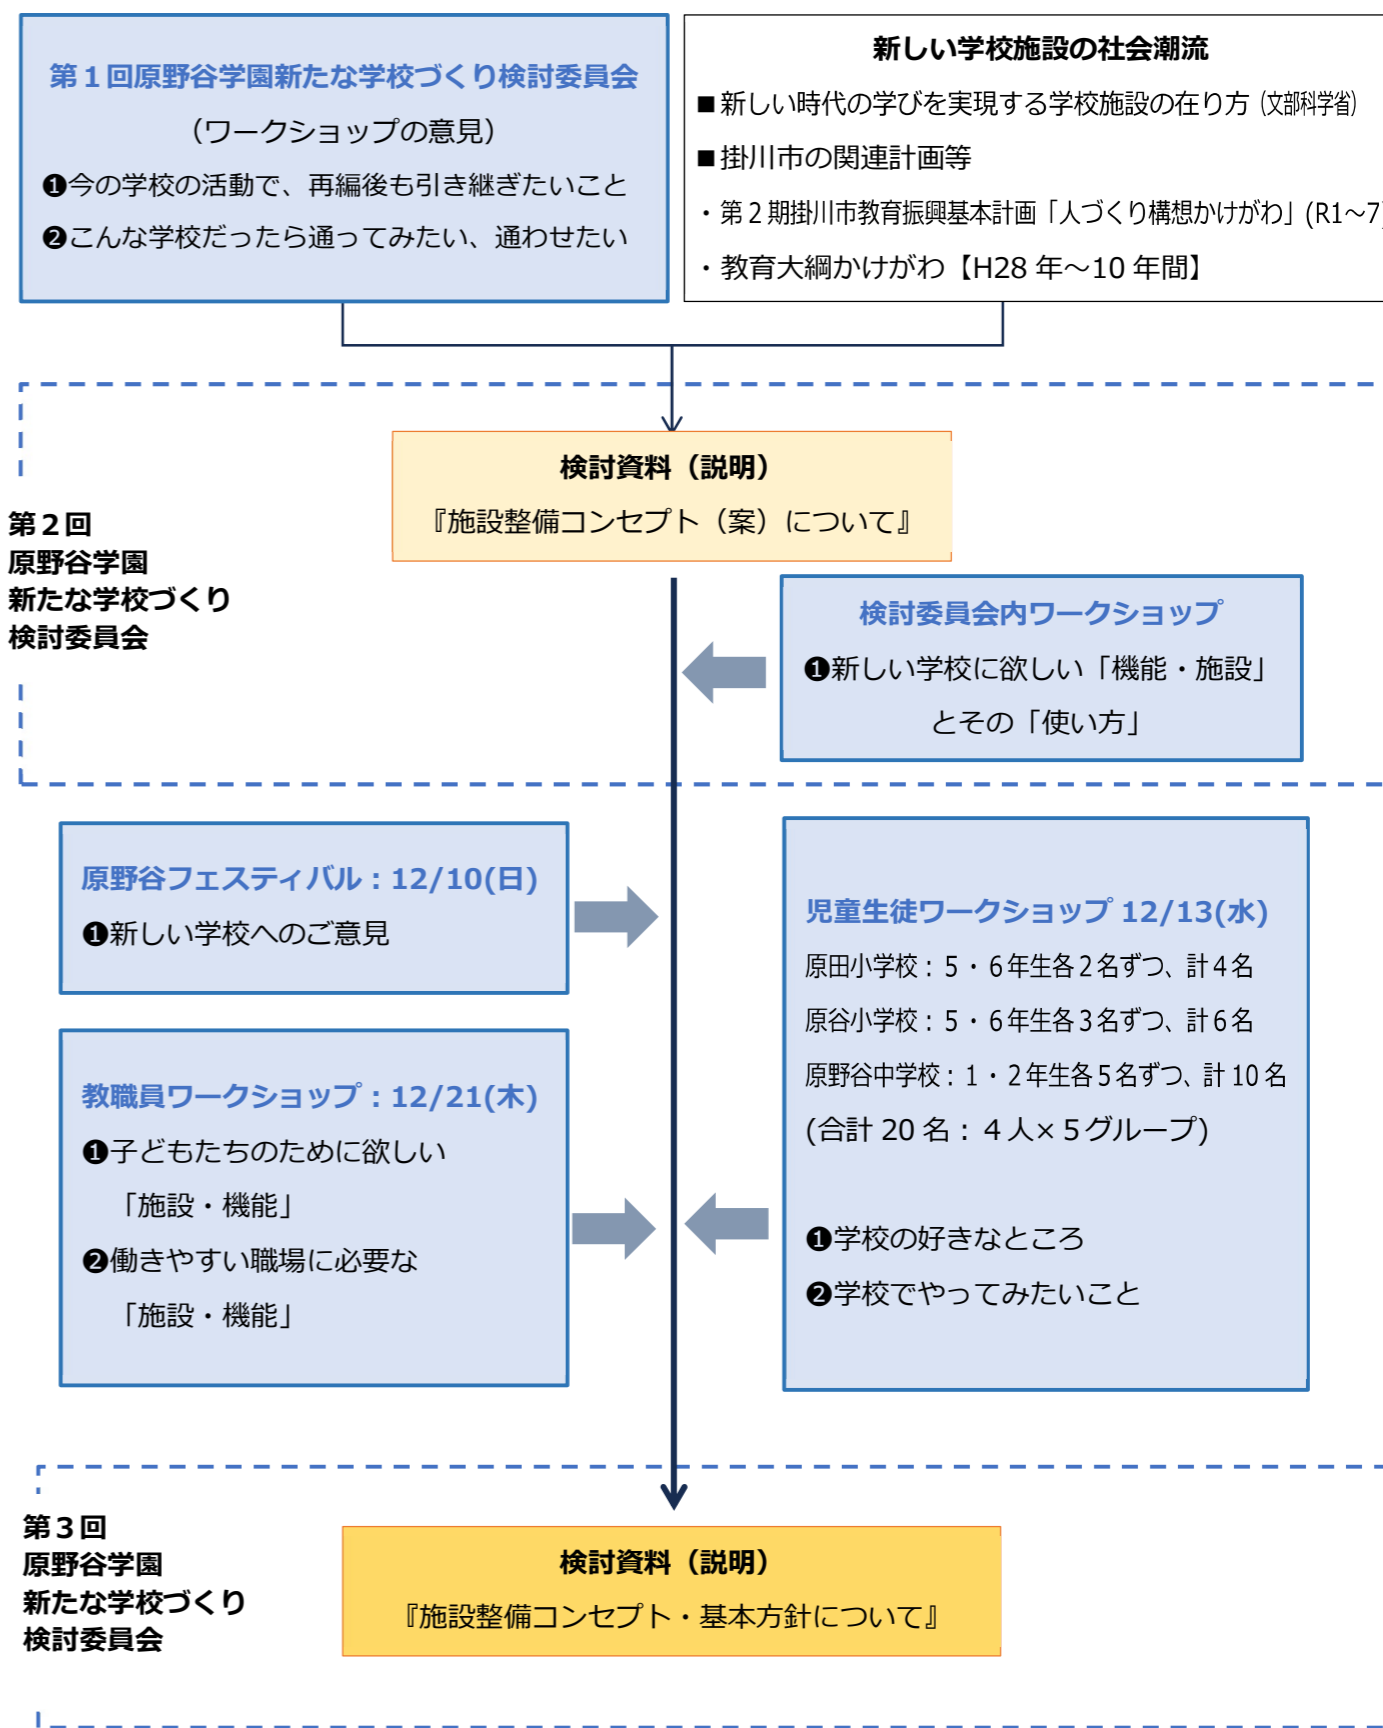 第１回原野谷学園新たな学校づくり検討委員会
（ワークショップの意見）
❶今の学校の活動で、再編後も引き継ぎたいこと
❷こんな学校だったら通ってみたい、通わせたい
新しい学校施設の社会潮流
■新しい時代の学びを実現する学校施設の在り方（文部科学省）
■掛川市の関連計画等
・第２期掛川市教育振興基本計画「人づくり構想かけがわ」(R1～7)
・教育大綱かけがわ【H28 年～10 年間】
検討資料（説明）
『施設整備コンセプト（案）について』
第２回
原野谷学園
新たな学校づくり
検討委員会
検討委員会内ワークショップ
❶新しい学校に欲しい「機能・施設」
とその「使い方」
原野谷フェスティバル：12/10(日)
❶新しい学校へのご意見
教職員ワークショップ：12/21(木)
❶子どもたちのために欲しい
「施設・機能」
❷働きやすい職場に必要な
「施設・機能」
児童生徒ワークショップ 12/13(水)
原田小学校：５・６年生各２名ずつ、計４名
原谷小学校：５・６年生各３名ずつ、計６名
原野谷中学校：１・２年生各５名ずつ、計 10 名
(合計 20 名：４人×５グループ)
❶学校の好きなところ
❷学校でやってみたいこと
第３回
原野谷学園
新たな学校づくり
検討委員会
検討資料（説明）
『施設整備コンセプト・基本方針について』